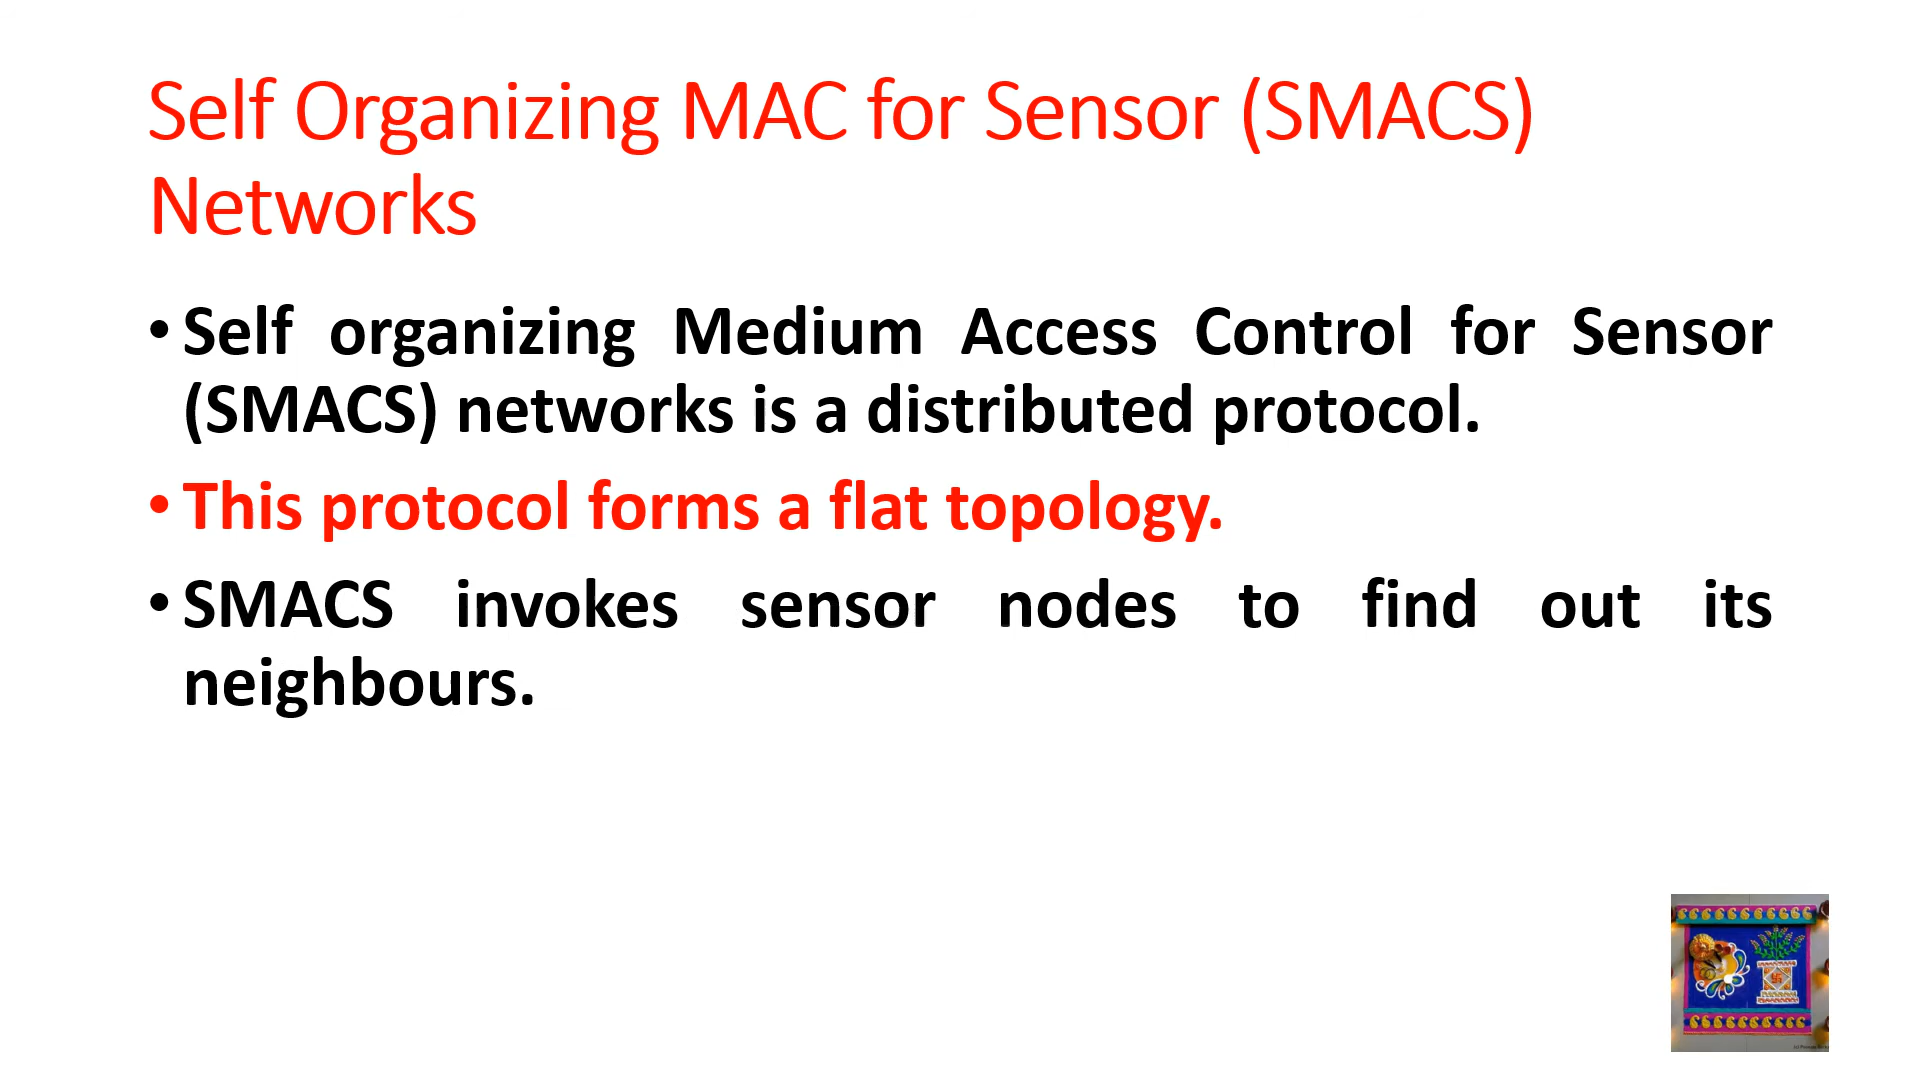 Self Organizing MAC for Sensor (SMACS)
Networks
• Self organizing Medium Access Control for Sensor
(SMACS) networks is a distributed protocol.
• This protocol forms a flat topology.
• SMACS invokes sensor nodes to find out its
neighbours.